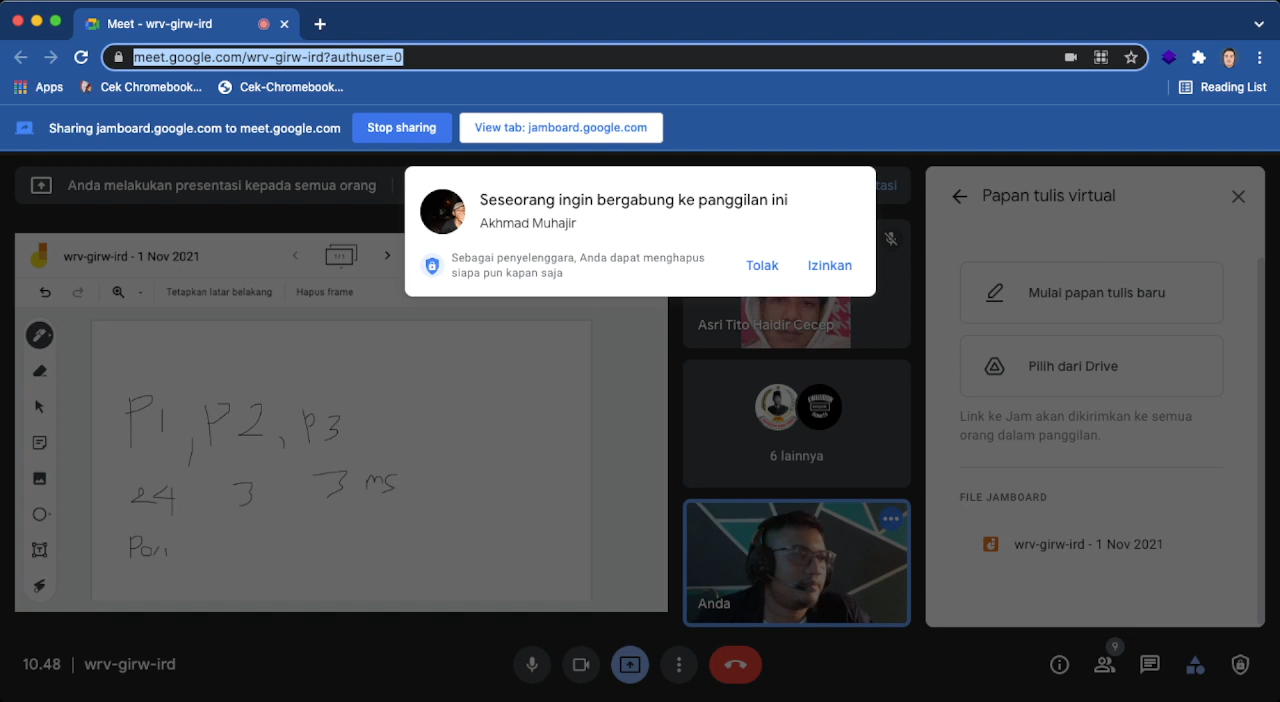 Meet - wrv-girw-ird
meet.google.com/wrv-girw-ird?authuser=0
Apps
Cek Chromebook...
Cek-Chromebook...
Reading List
Sharing jamboard.google.com to meet.google.com
Stop sharing
View tab: jamboard.google.com
Anda melakukan presentasi kepada semua orang
tasi
Seseorang ingin bergabung ke panggilan ini
Akhmad Muhajir
Sebagai penyelenggara, Anda dapat menghapus
siapa pun kapan saja
Tolak
Izinkan
wrv-girw-ird - 1 Nov 2021
1/1
Tetapkan latar belakang
Hapus frame
P1, P2, P3
24 3 3 ms
Asri Tito Haidir Cecep
6 lainnya
Anda
Papan tulis virtual
Mulai papan tulis baru
Pilih dari Drive
Link ke Jam akan dikirimkan ke semua
orang dalam panggilan.
FILE JAMBOARD
wrv-girw-ird - 1 Nov 2021
10.48 | wrv-girw-ird
9